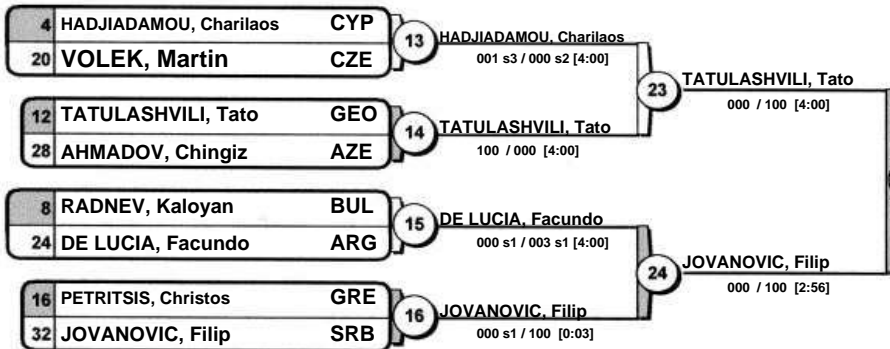 4 HADJIADAMOU, Charilaos CYP
20 VOLEK, Martin CZE
13
HADJIADAMOU, Charilaos
001 s3 / 000 s2 [4:00]
12 TATULASHVILI, Tato GEO
28 AHMADOV, Chingiz AZE
14
TATULASHVILI, Tato
100 / 000 [4:00]
23
TATULASHVILI, Tato
000 / 100 [4:00]
8 RADNEV, Kaloyan BUL
24 DE LUCIA, Facundo ARG
15
DE LUCIA, Facundo
000 s1 / 003 s1 [4:00]
16 PETRITSIS, Christos GRE
32 JOVANOVIC, Filip SRB
16
JOVANOVIC, Filip
000 s1 / 100 [0:03]
24
JOVANOVIC, Filip
000 / 100 [2:56]